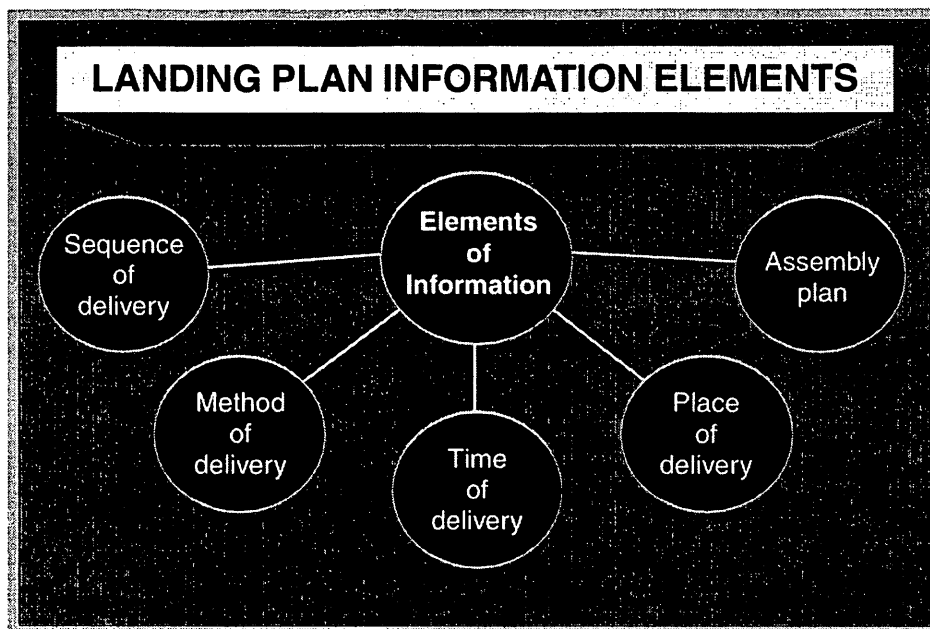 LANDING PLAN INFORMATION ELEMENTS
Elements
of
Information
Sequence
of
delivery
Assembly
plan
Method
of
delivery
Place
of
delivery
Time
of
delivery